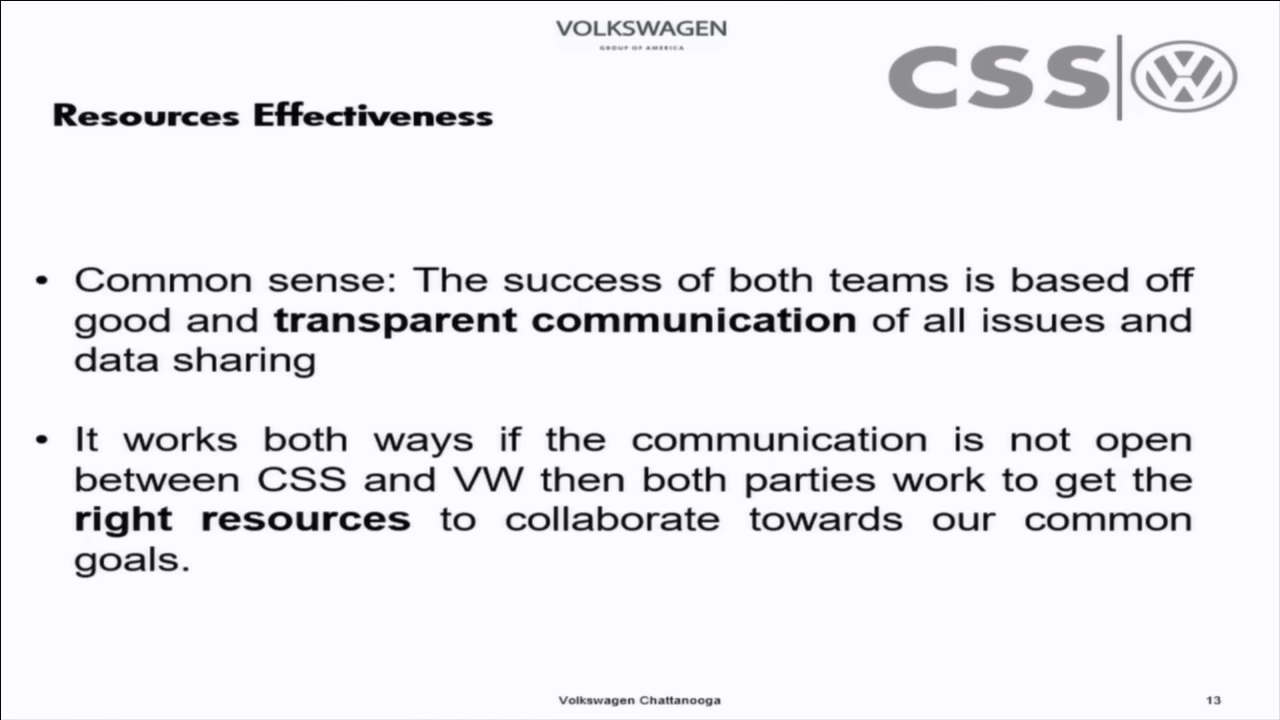 VOLKSWAGEN
GROUP OF AMERICA
CSS
Resources Effectiveness
• Common sense: The success of both teams is based off
good and transparent communication of all issues and
data sharing
• It works both ways if the communication is not open
between CSS and VW then both parties work to get the
right resources to collaborate towards our common
goals.
Volkswagen Chattanooga
13